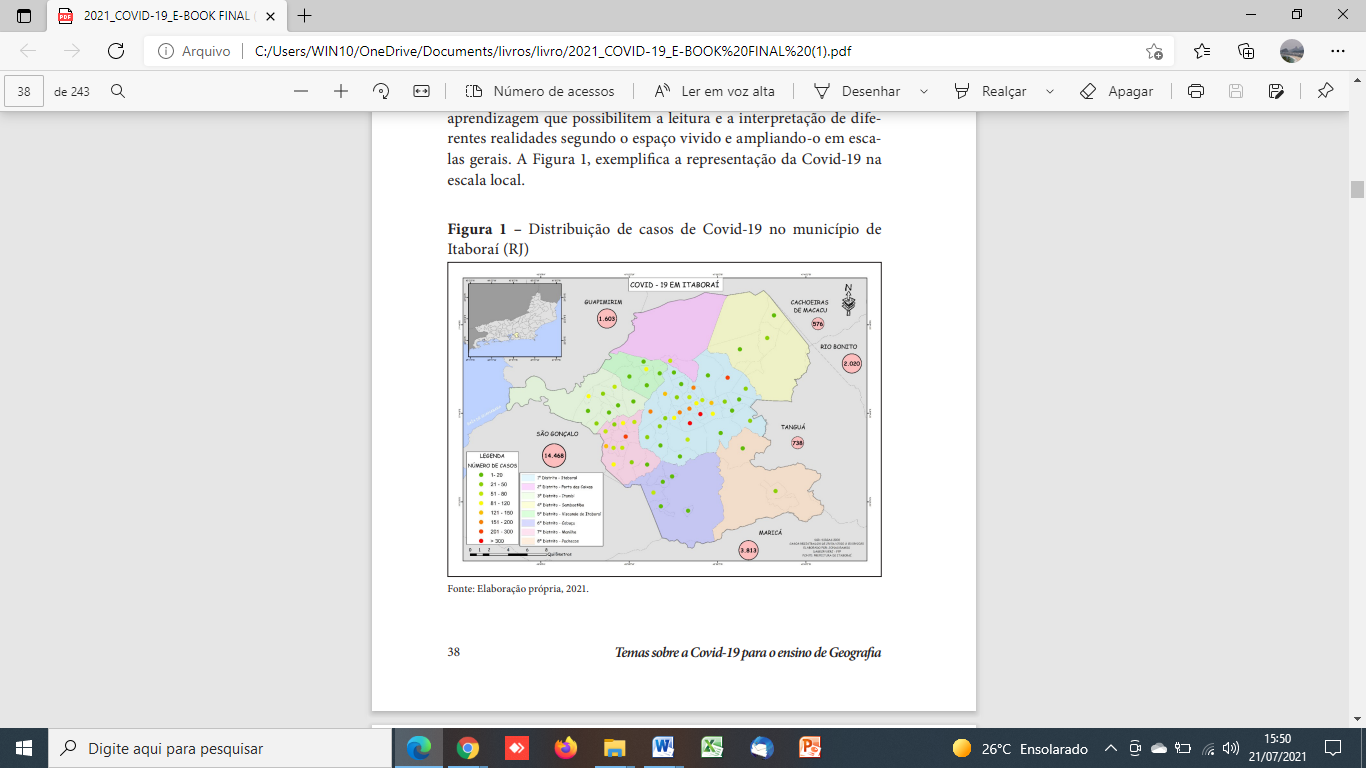 2021_COVID-19_E-BOOK FINAL (
Arquivo
C:/Users/WIN10/OneDrive/Documents/livros/livro/2021_COVID-19_E-BOOK%20FINAL%20(1).pdf
38 de 243
Número de acessos
Ler em voz alta
Desenhar
Realçar
Apagar
aprendizagem que possibilitem a leitura e a interpretação de dife-
rentes realidades segundo o espaço vivido e ampliando-o em esca-
las gerais. A Figura 1, exemplifica a representação da Covid-19 na
escala local.
Figura 1 – Distribuição de casos de Covid-19 no município de
Itaboraí (RJ)
COVID - 19 EM ITABORAÍ
N
GUAPIMIRIM
1.603
CACHOEIRAS
DE MACACU
576
RIO BONITO
2.020
TANGUÁ
738
SÃO GONÇALO
14.468
MARICÁ
3.813
LEGENDA
NÚMERO DE CASOS
1- 20
21 - 50
51 - 80
81 - 120
121 - 150
151 - 200
201 - 300
> 300
1º Distrito - Itaboraí
2º Distrito - Porto das Caixas
3º Distrito - Itambi
4º Distrito - Sambaetiba
5º Distrito - Visconde de Itaboraí
6º Distrito - Cabuçu
7º Distrito - Manilha
8º Distrito - Pachecos
0 1 2 4 6 8
Quilômetros
Fonte: Elaboração própria, 2021.
38
Temas sobre a Covid-19 para o ensino de Geografia
Digite aqui para pesquisar
26°C Ensolarado
15:50
21/07/2021